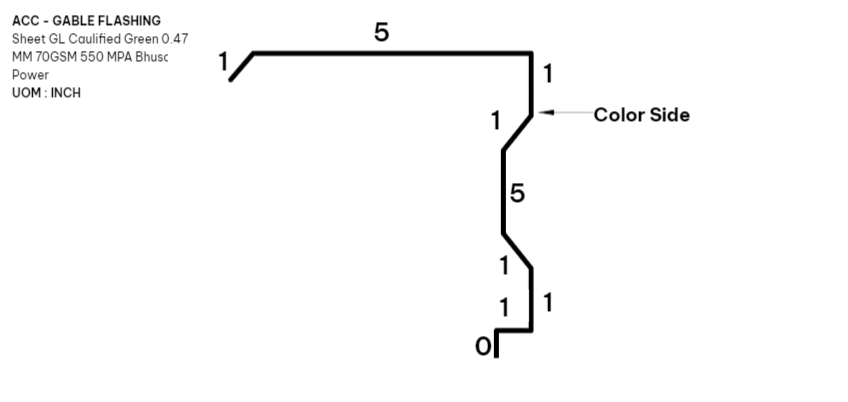 ACC - GABLE FLASHING
Sheet GL Caulified Green 0.47
MM 70GSM 550 MPA Bhusc
Power
UOM : INCH
5
1
1
1
Color Side
5
1
1
1
0